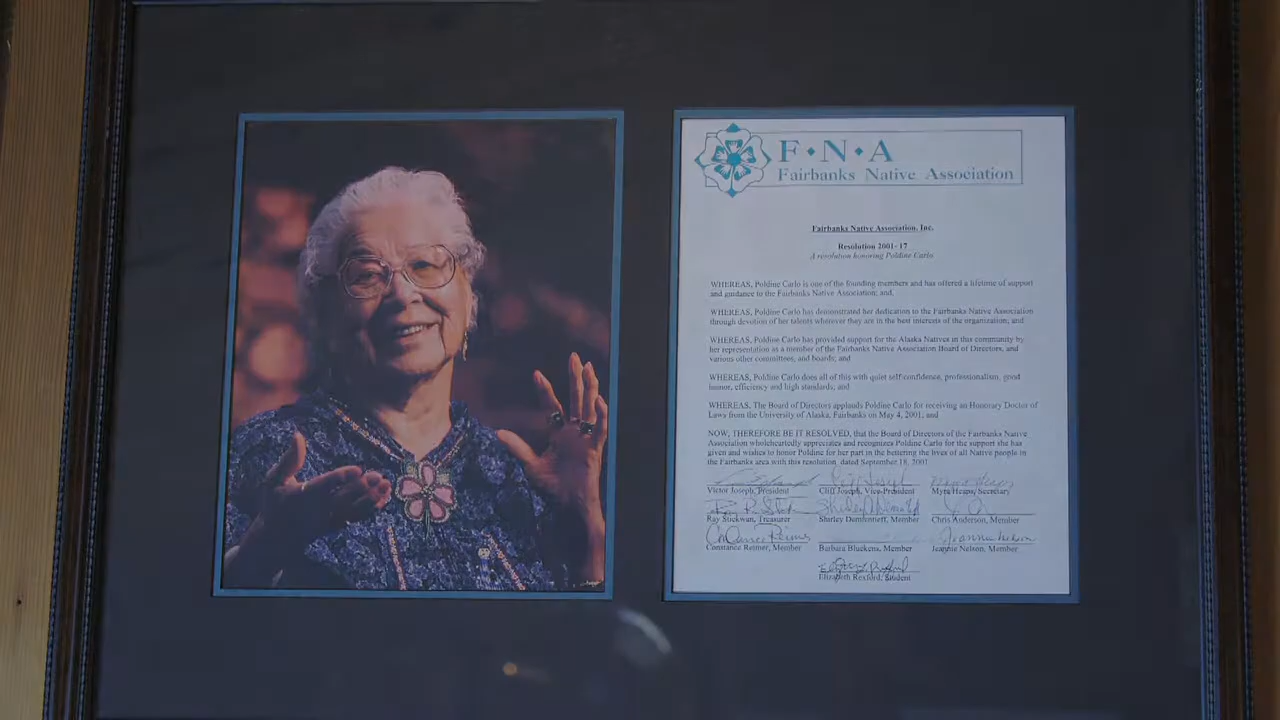 F·N·A
Fairbanks Native Association
Fairbanks Native Association, Inc.
Resolution 2001- 17
A resolution honoring Poldine Carlo
WHEREAS, Poldine Carlo is one of the founding members and has offered a lifetime of support
and guidance to the Fairbanks Native Association; and,
WHEREAS, Poldine Carlo has demonstrated her dedication to the Fairbanks Native Association
through devotion of her talents wherever they are in the best interests of the organization; and
WHEREAS, Poldine Carlo has provided support for the Alaska Natives in this community by
her representation as a member of the Fairbanks Native Association Board of Directors, and
various other committees, and boards; and
WHEREAS, Poldine Carlo does all of this with quiet self-confidence, professionalism, good
humor, efficiency and high standards; and
WHEREAS, The Board of Directors applauds Poldine Carlo for receiving an Honorary Doctor of
Laws from the University of Alaska, Fairbanks on May 4, 2001; and
NOW, THEREFORE BE IT RESOLVED, that the Board of Directors of the Fairbanks Native
Association wholeheartedly appreciates and recognizes Poldine Carlo for the support she has
given and wishes to honor Poldine for her part in the bettering the lives of all Native people in
the Fairbanks area with this resolution, dated September 18, 2001
Victor Joseph, President Cliff Joseph, Vice-President Myra Heaps, Secretary
Ray Stickwan, Treasurer Shirley Demientieff, Member Chris Anderson, Member
Constance Reimer, Member Barbara Bluekens, Member Jeannie Nelson, Member
Elizabeth Rexford, Student